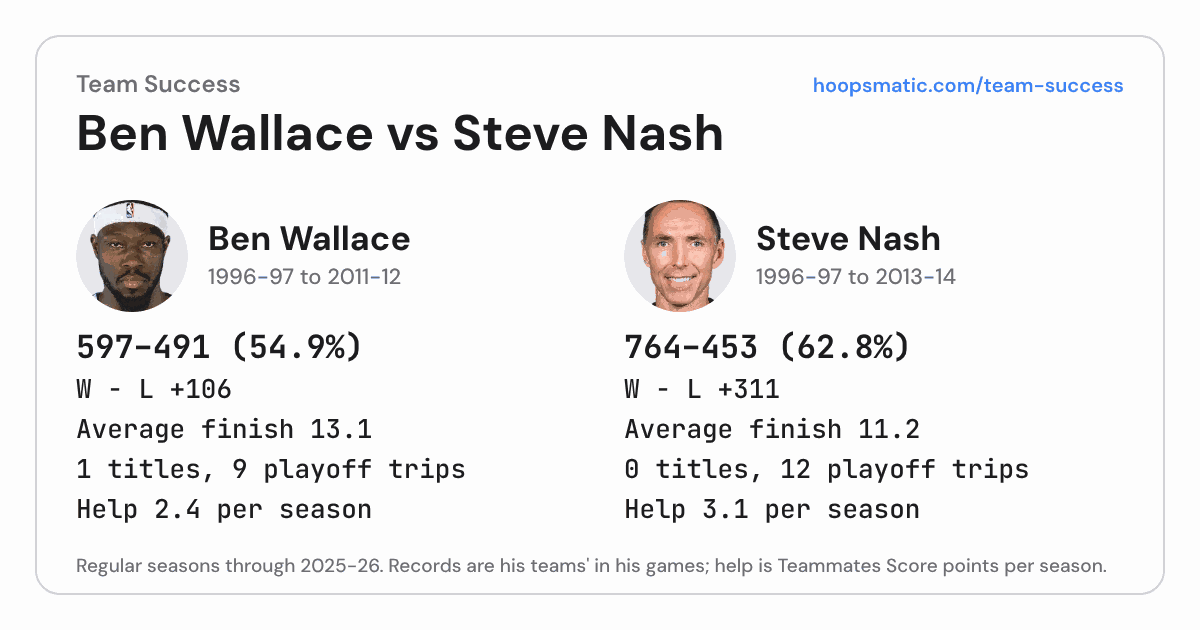 Team Success
hoopsmatic.com/team-success
Ben Wallace vs Steve Nash
Ben Wallace
1996-97 to 2011-12
597-491 (54.9%)
W - L +106
Average finish 13.1
1 titles, 9 playoff trips
Help 2.4 per season
Steve Nash
1996-97 to 2013-14
764-453 (62.8%)
W - L +311
Average finish 11.2
0 titles, 12 playoff trips
Help 3.1 per season
Regular seasons through 2025-26. Records are his teams' in his games; help is Teammates Score points per season.